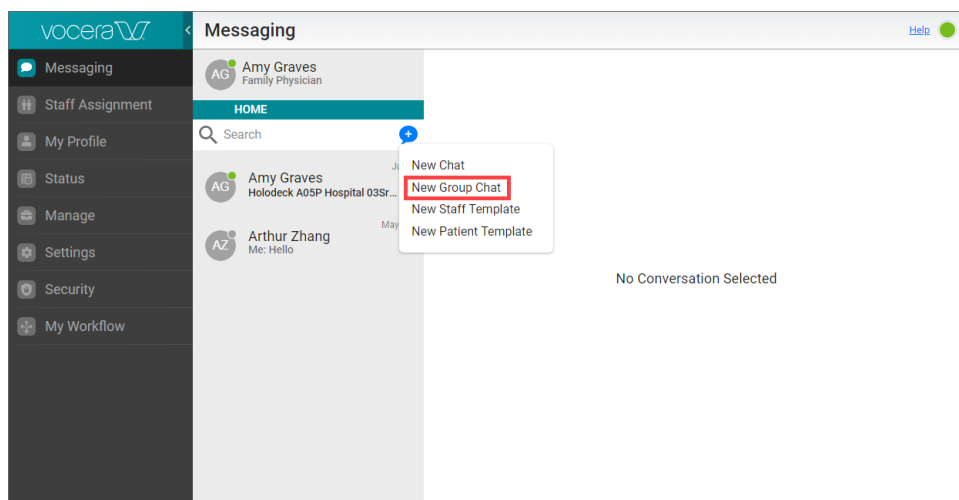 vocera
Messaging
Help
Messaging
Staff Assignment
My Profile
Status
Manage
Settings
Security
My Workflow
AG
Amy Graves
Family Physician
HOME
Search
New Chat
New Group Chat
New Staff Template
New Patient Template
AG
Amy Graves
Holodeck A05P Hospital 03Sr...
May
AZ
Arthur Zhang
Me: Hello
No Conversation Selected